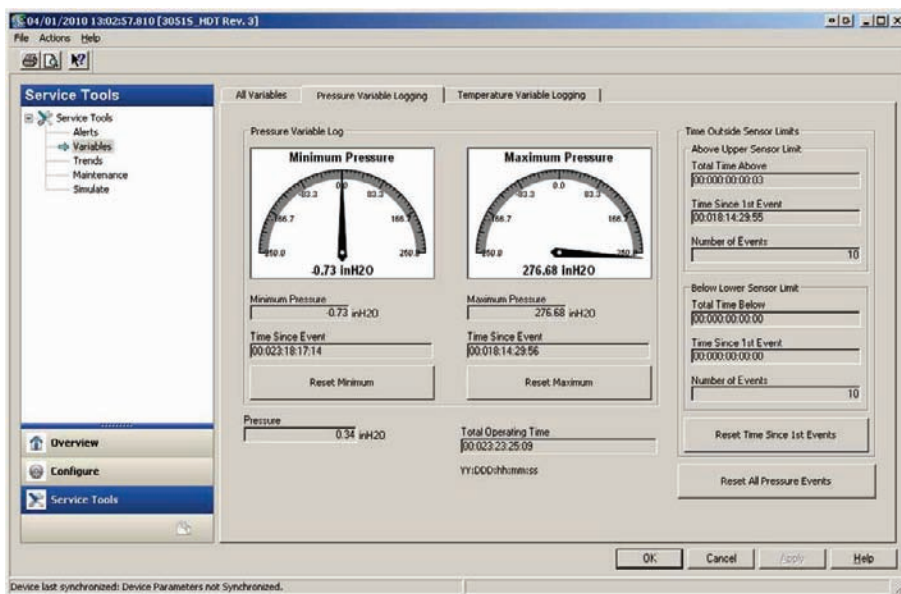 04/01/2010 13:02:57.810 [3051S_HDT Rev. 3]
File Actions Help
Service Tools
Service Tools
Alerts
Variables
Trends
Maintenance
Simulate
Overview
Configure
Service Tools
All Variables
Pressure Variable Logging
Temperature Variable Logging
Pressure Variable Log
Minimum Pressure
-83.3 0.0 83.3
166.7 166.7
-250.0 250.0
-0.73 inH2O
Minimum Pressure
-0.73 inH2O
Time Since Event
00:023:18:17:14
Reset Minimum
Maximum Pressure
-83.3 0.0 83.3
166.7 166.7
-250.0 250.0
276.68 inH2O
Maximum Pressure
276.68 inH2O
Time Since Event
00:018:14:29:56
Reset Maximum
Pressure
0.34 inH2O
Total Operating Time
00:023:23:25:09
YY:DDD:hh:mm:ss
Time Outside Sensor Limits
Above Upper Sensor Limit
Total Time Above
00:000:00:00:03
Time Since 1st Event
00:018:14:29:55
Number of Events
10
Below Lower Sensor Limit
Total Time Below
00:000:00:00:00
Time Since 1st Event
00:000:00:00:00
Number of Events
10
Reset Time Since 1st Events
Reset All Pressure Events
OK
Cancel
Apply
Help
Device last synchronized: Device Parameters not Synchronized.